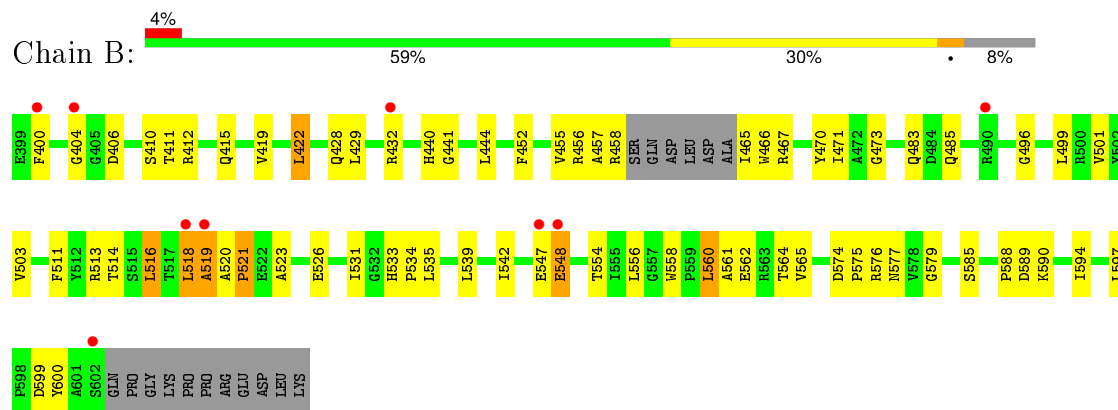 4%
Chain B:
59% 30% • 8%
E399 F400 G404 G405 D406 S410 T411 R412 Q415 V419 L422 Q428 L429 R432 H440 G441 L444 F452 V455 R456 A457 R458 SER GLN ASP LEU ASP ALA I465 W466 R467 Y470 I471 A472 G473 Q483 D484 Q485 R490 G496 L499 R500 V501 Y502
V503 F511 Y512 R513 T514 S515 L516 T517 L518 A519 A520 P521 E522 A523 E526 I531 G532 H533 P534 L535 L539 I542 E547 E548 T554 I555 L556 G557 W558 P559 L560 A561 E562 R563 T564 V565 D574 P575 R576 N577 V578 G579 S585 P588 D589 K590 I594 L597
P598 D599 Y600 A601 S602 GLN PRO GLY LYS PRO PRO ARG GLU ASP LEU LYS